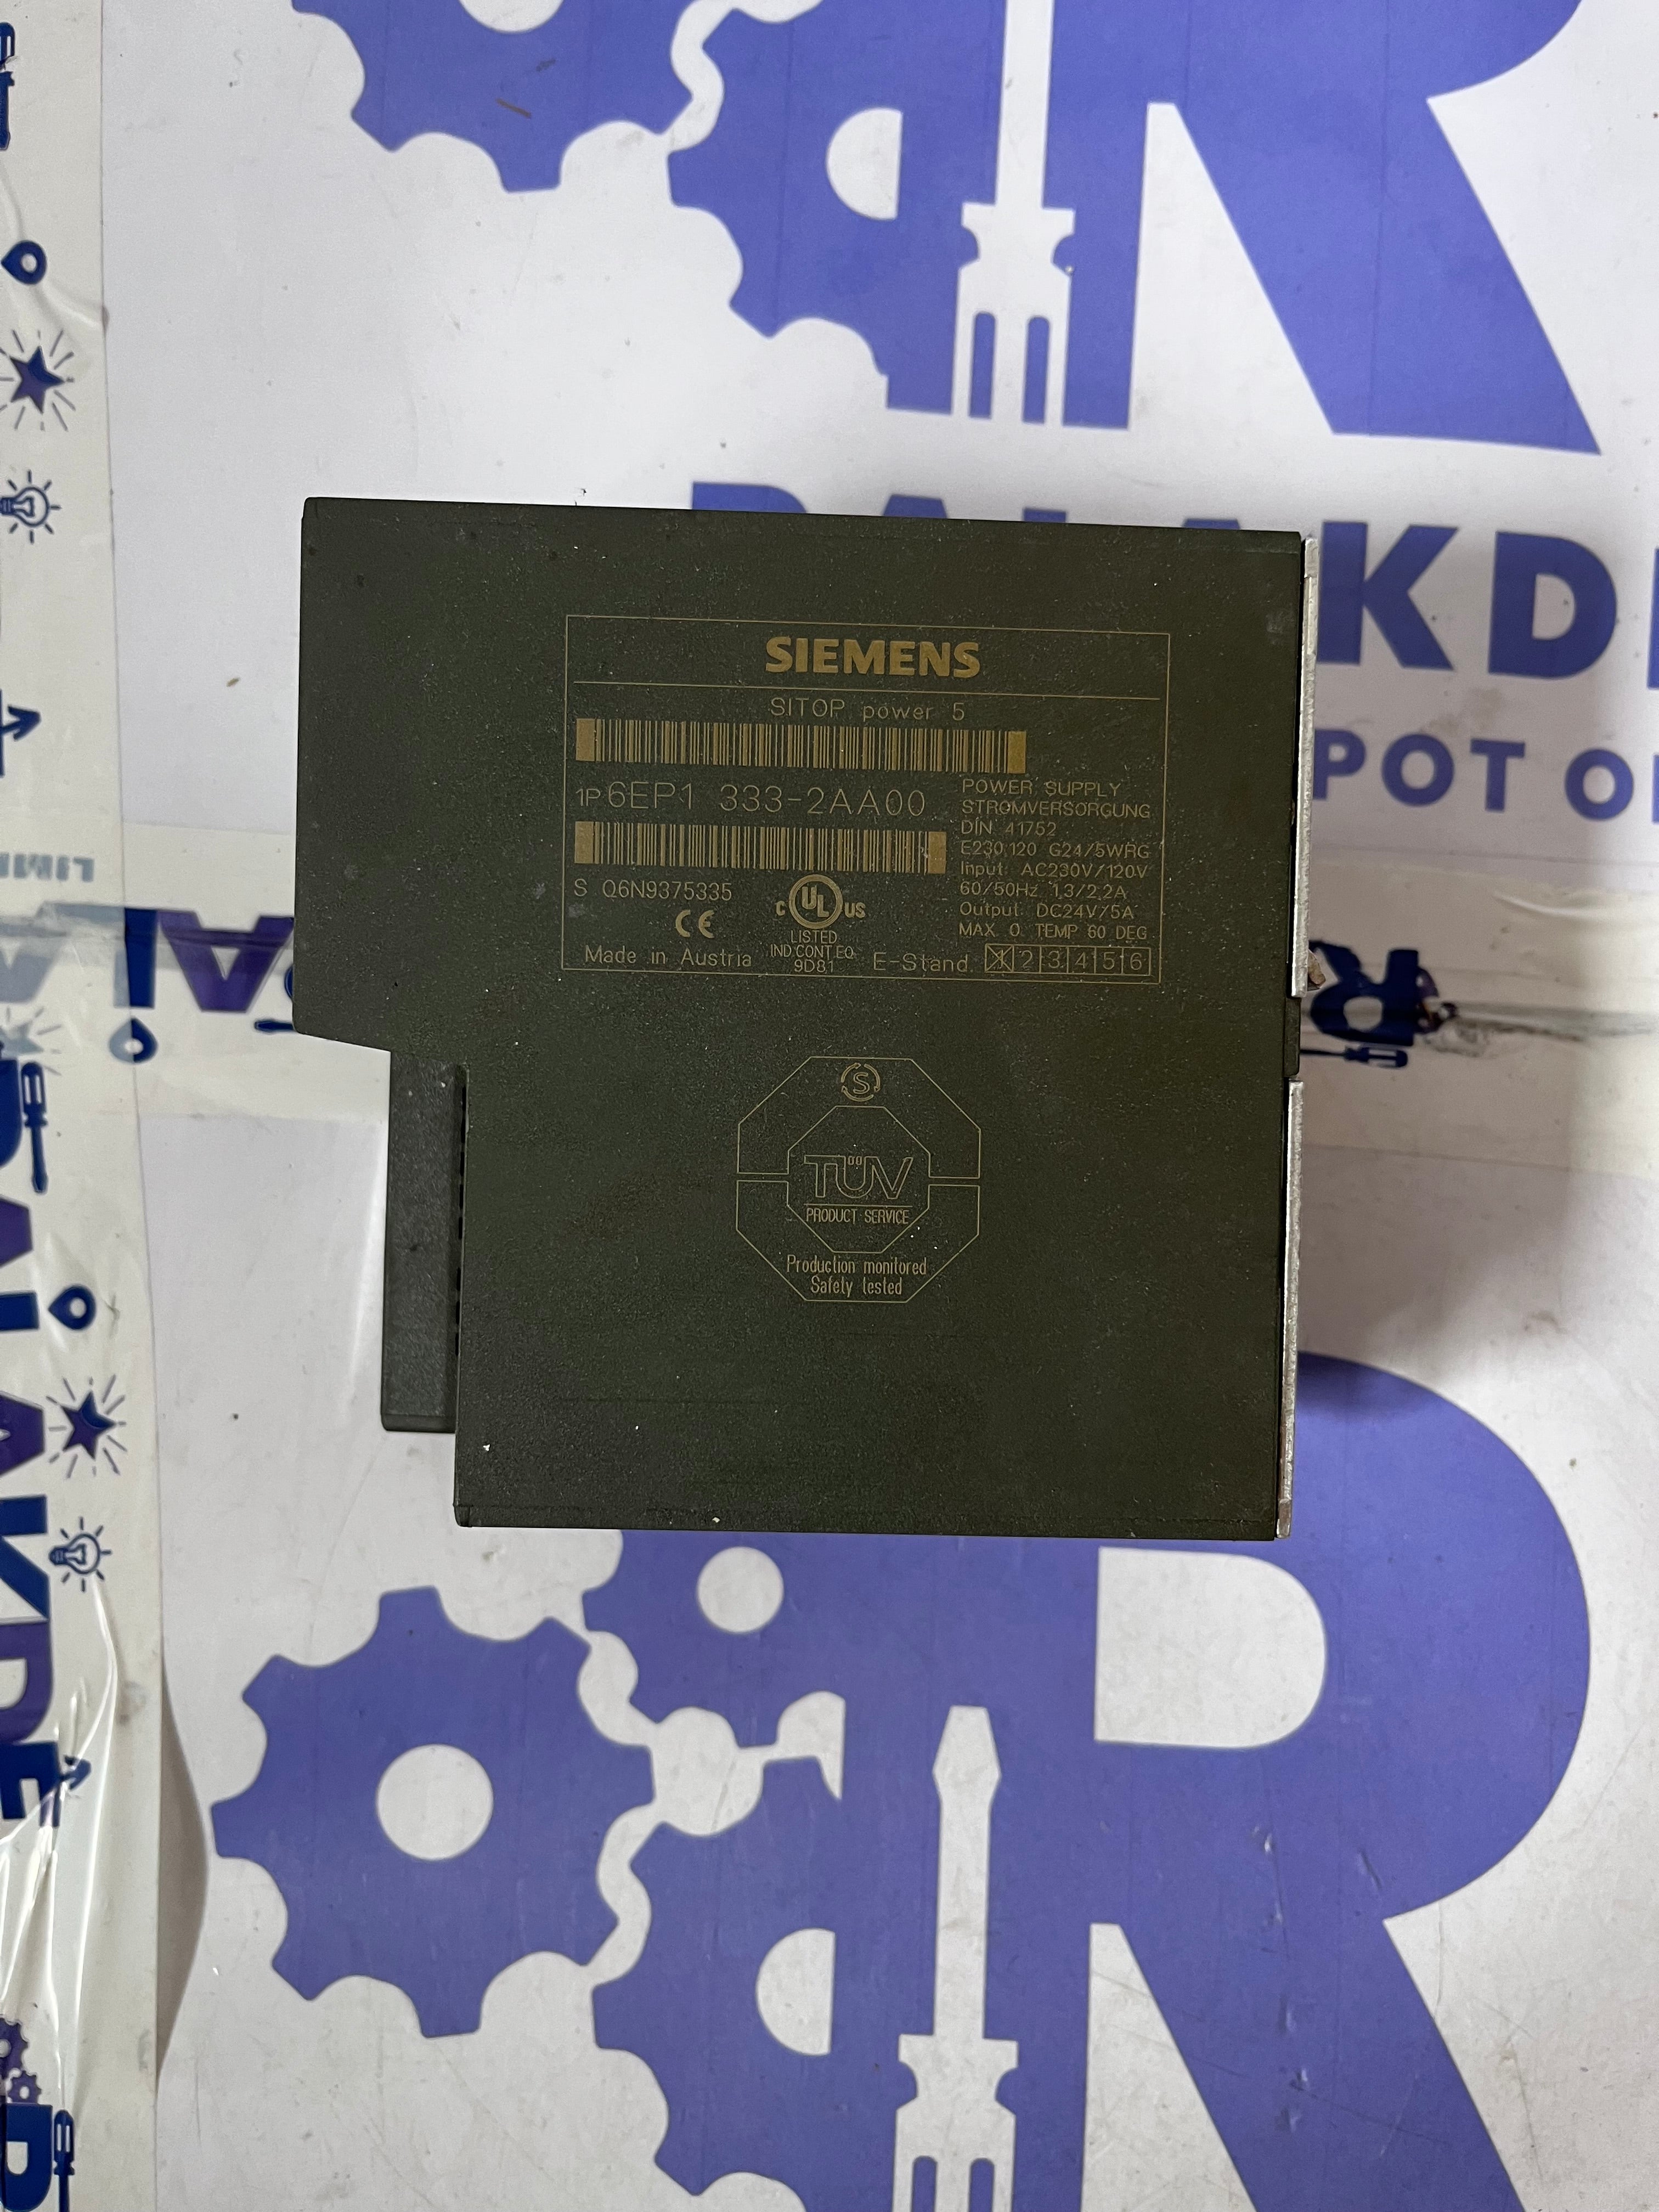 SIEMENS
SITOP power 5
1P 6EP1 333-2AA00
S Q6N9375335
CE
C UL US
LISTED
IND.CONT.EQ.
9D81
Made in Austria
POWER SUPPLY
STROMVERSORGUNG
DIN 41752
E230/120 G24/5WRG
Input: AC230V/120V
60/50Hz 1,3/2,2A
Output: DC24V/5A
MAX. O. TEMP 60 DEG
E-Stand 1 2 3 4 5 6
S
TÜV
PRODUCT SERVICE
Production monitored
Safety tested
KD
POT O
R